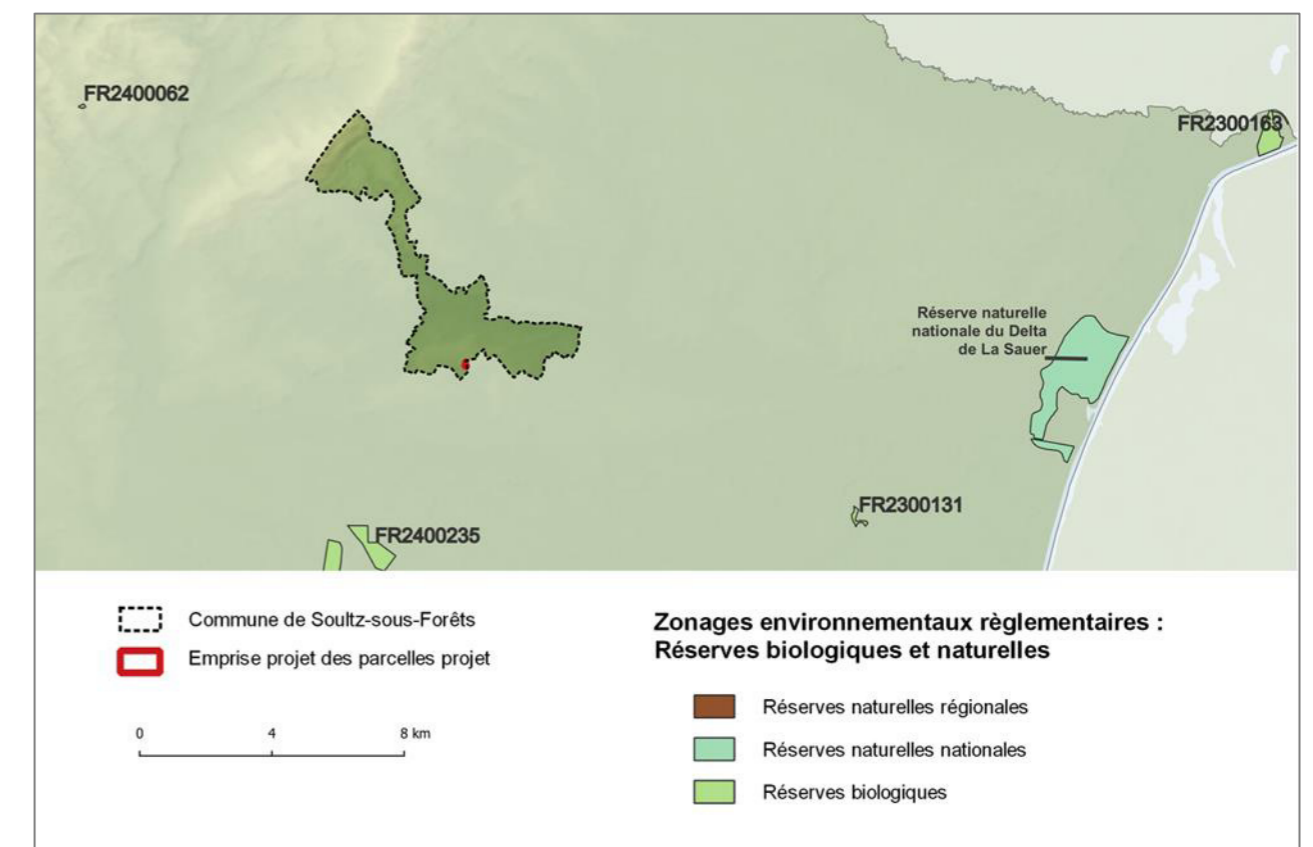 FR2400062
FR2300163
Réserve naturelle
nationale du Delta
de La Sauer
FR2300131
FR2400235
Commune de Soultz-sous-Forêts
Emprise projet des parcelles projet
0 4 8 km
Zonages environnementaux règlementaires :
Réserves biologiques et naturelles
Réserves naturelles régionales
Réserves naturelles nationales
Réserves biologiques